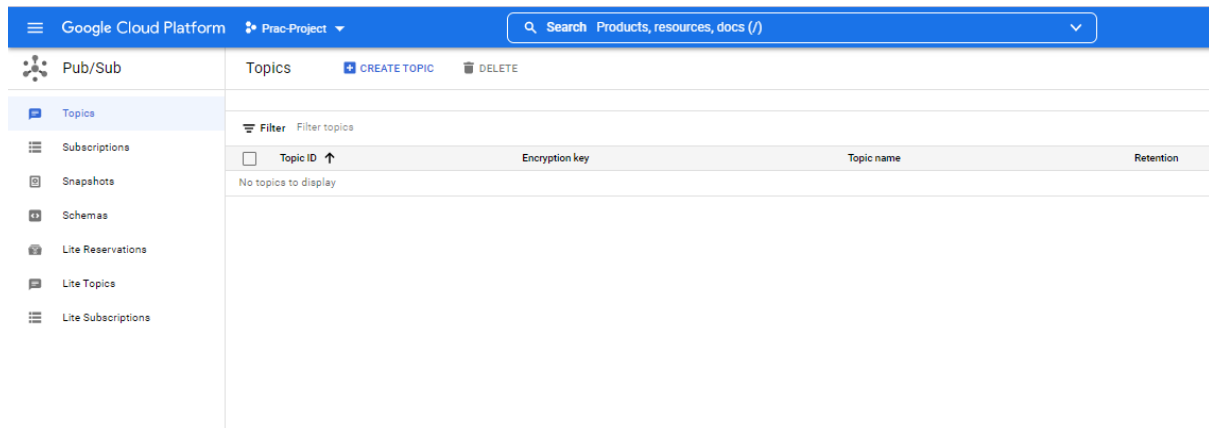 Google Cloud Platform Prac-Project Search Products, resources, docs (/)
Pub/Sub Topics CREATE TOPIC DELETE
Topics
Subscriptions
Snapshots
Schemas
Lite Reservations
Lite Topics
Lite Subscriptions
Filter Filter topics
Topic ID Encryption key Topic name Retention
No topics to display